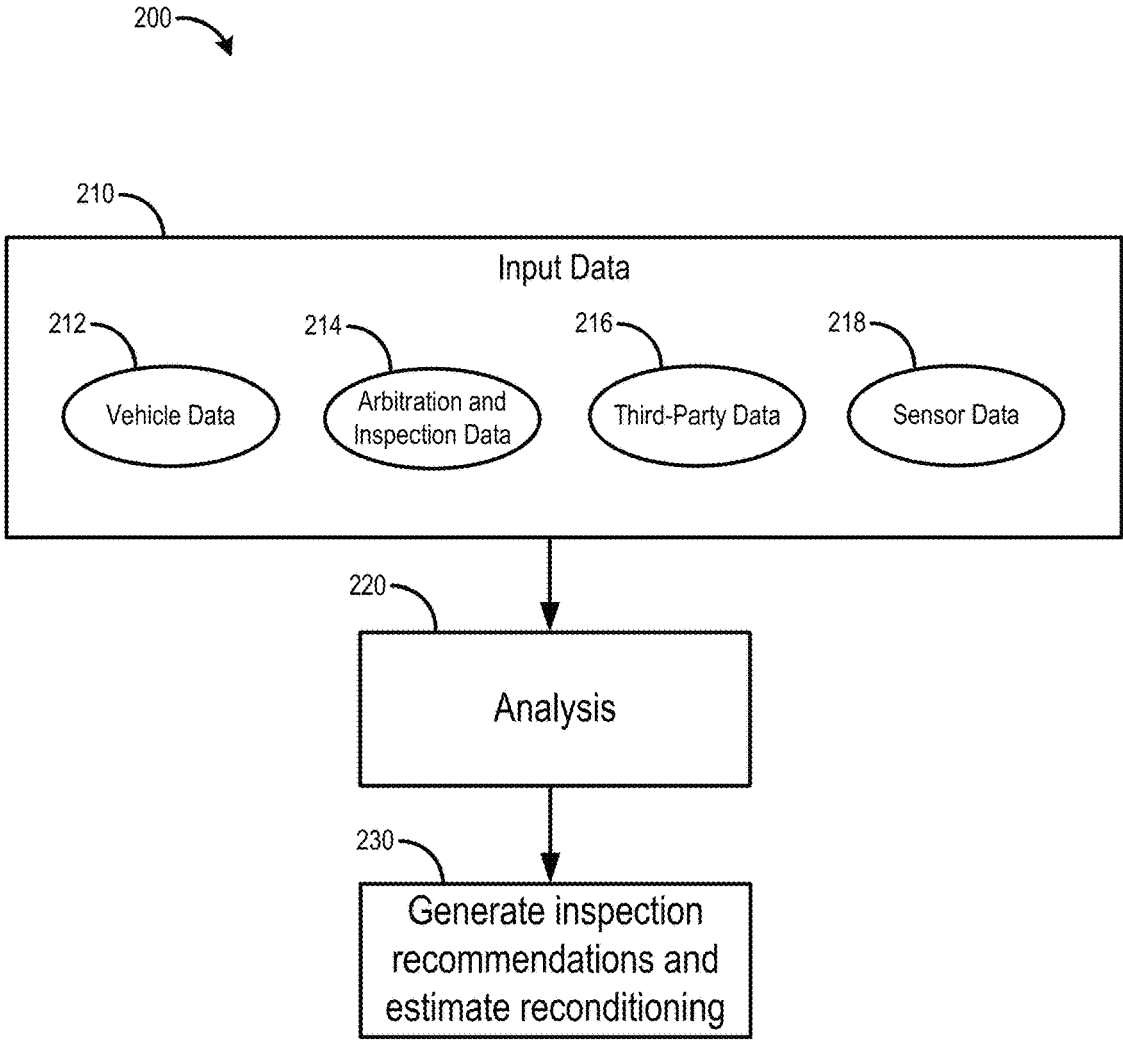 200
210
Input Data
212
214
216
218
Vehicle Data
Arbitration and
Inspection Data
Third-Party Data
Sensor Data
220
Analysis
230
Generate inspection
recommendations and
estimate reconditioning